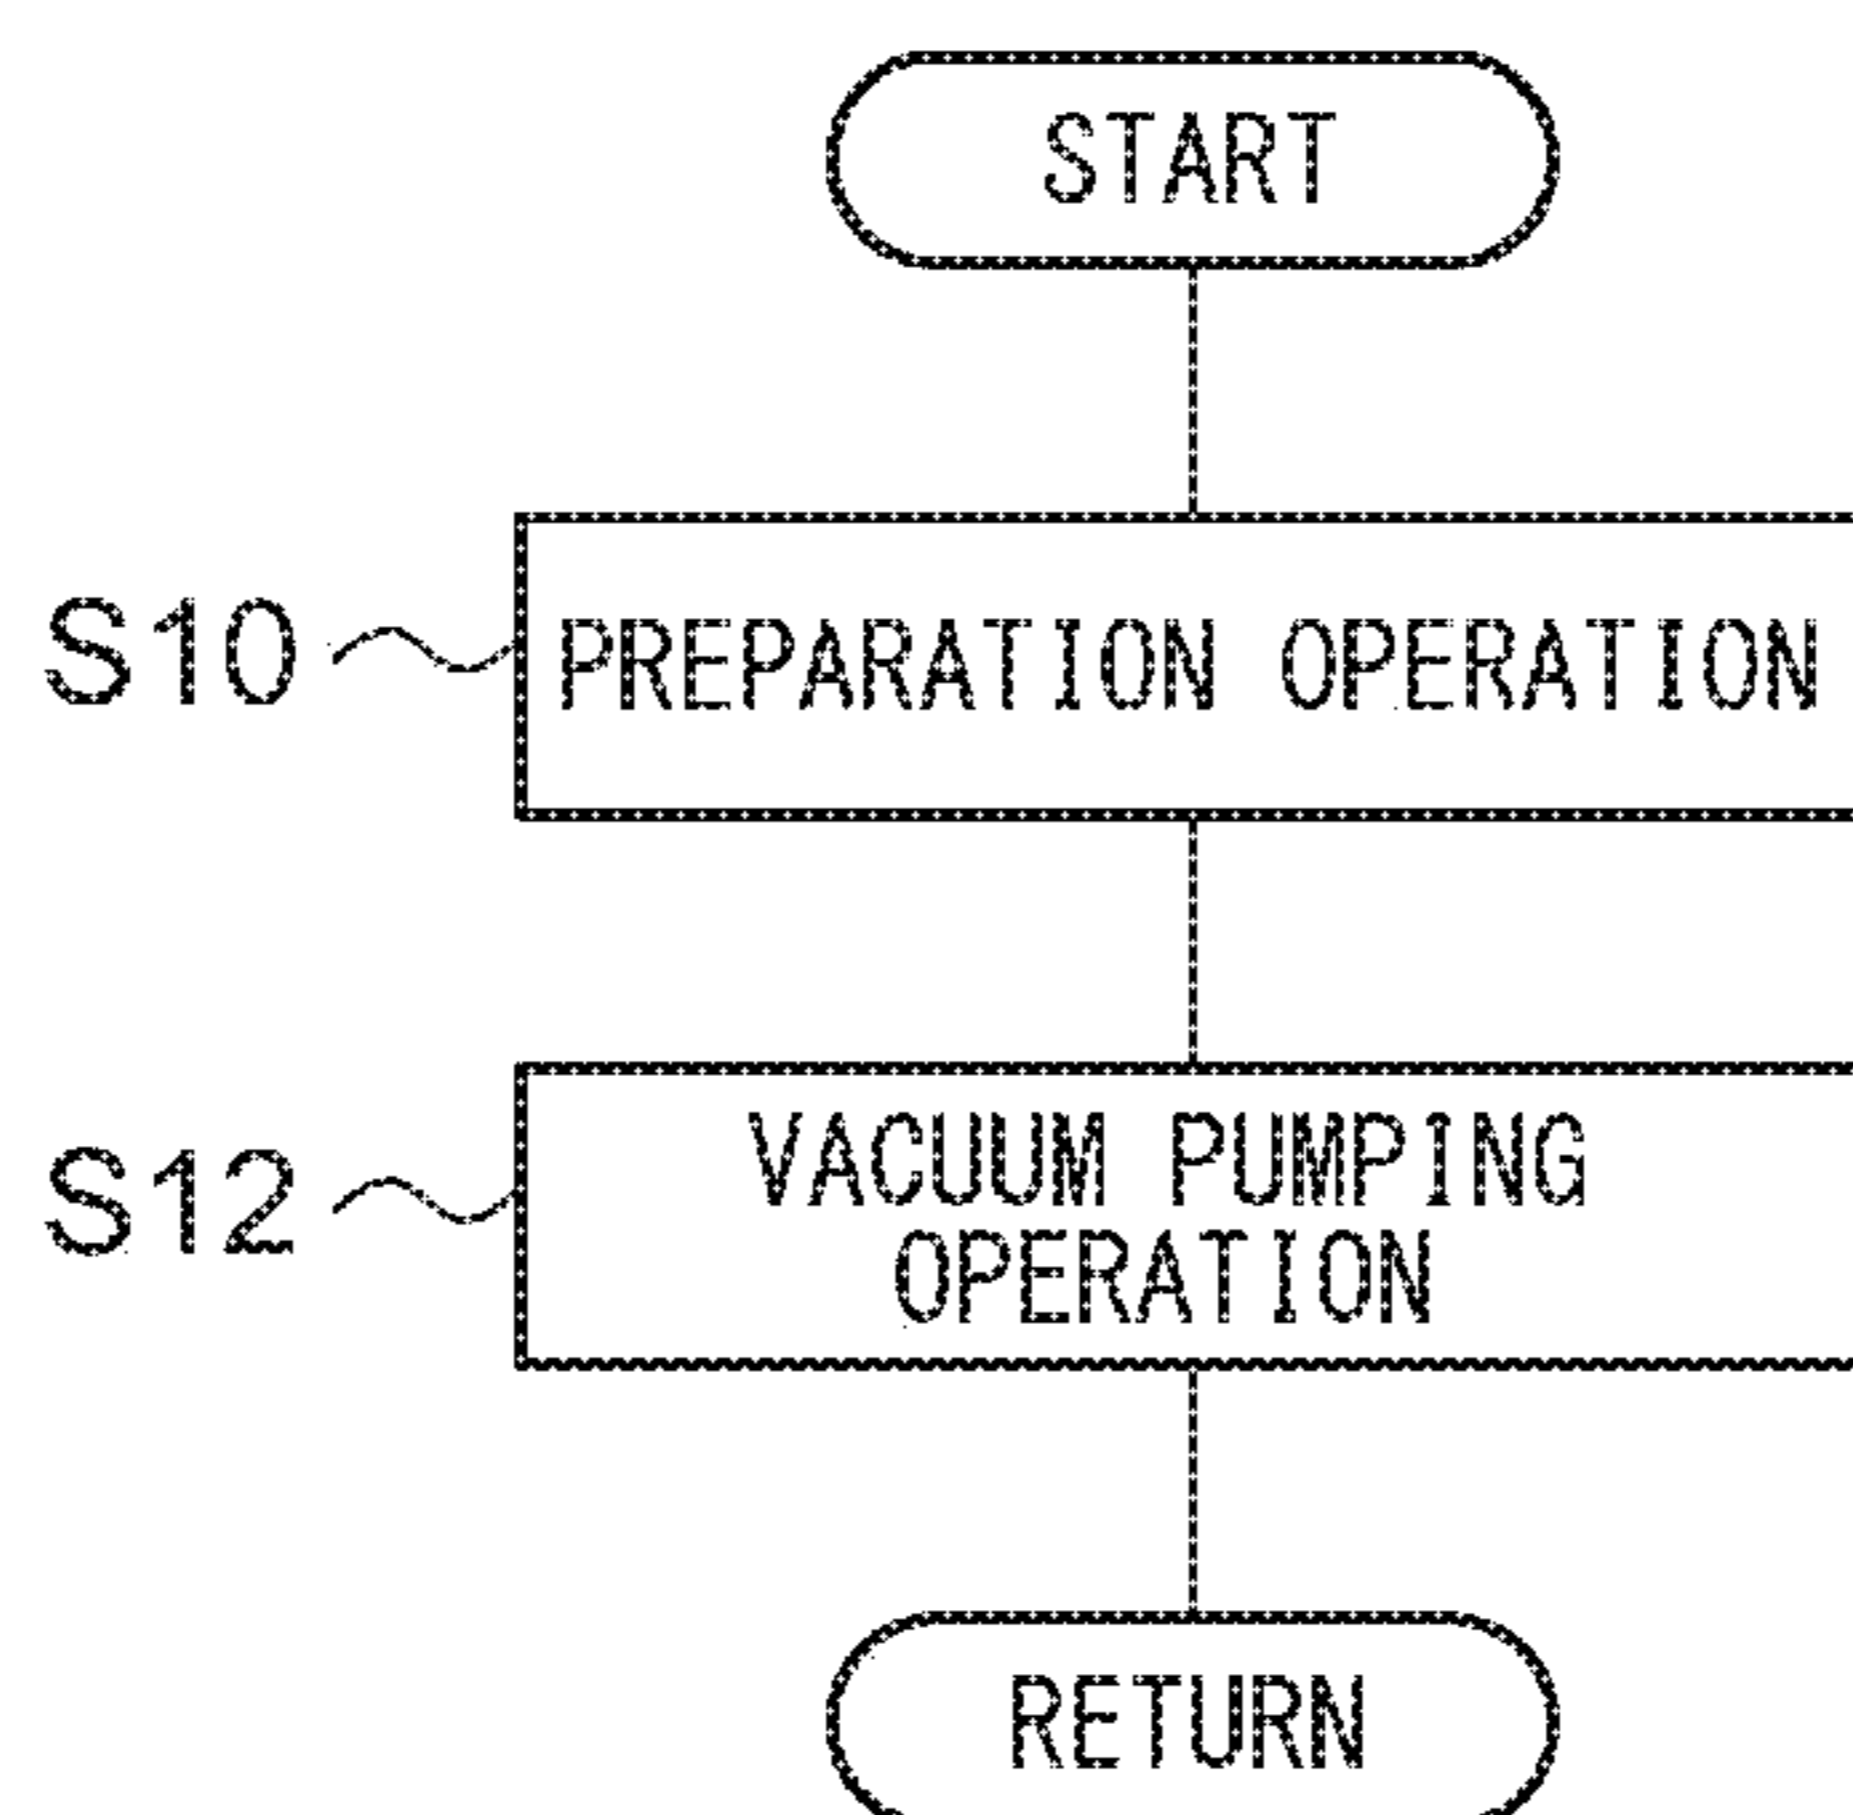 START
S10 PREPARATION OPERATION
S12 VACUUM PUMPING
OPERATION
RETURN